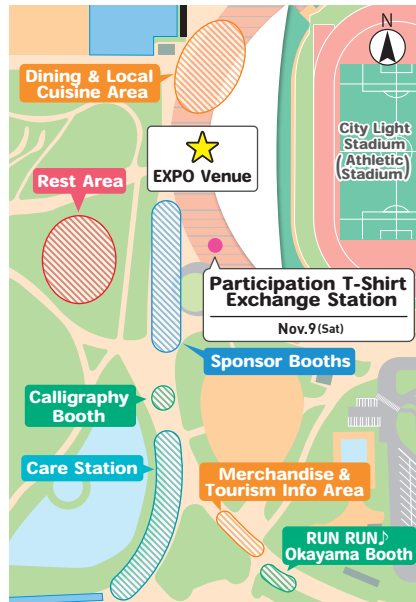 N
Dining & Local
Cuisine Area
City Light
Stadium
(Athletic
Stadium)
EXPO Venue
Rest Area
Participation T-Shirt
Exchange Station
Nov.9(Sat)
Sponsor Booths
Calligraphy
Booth
Care Station
Merchandise &
Tourism Info Area
RUN RUN♪
Okayama Booth